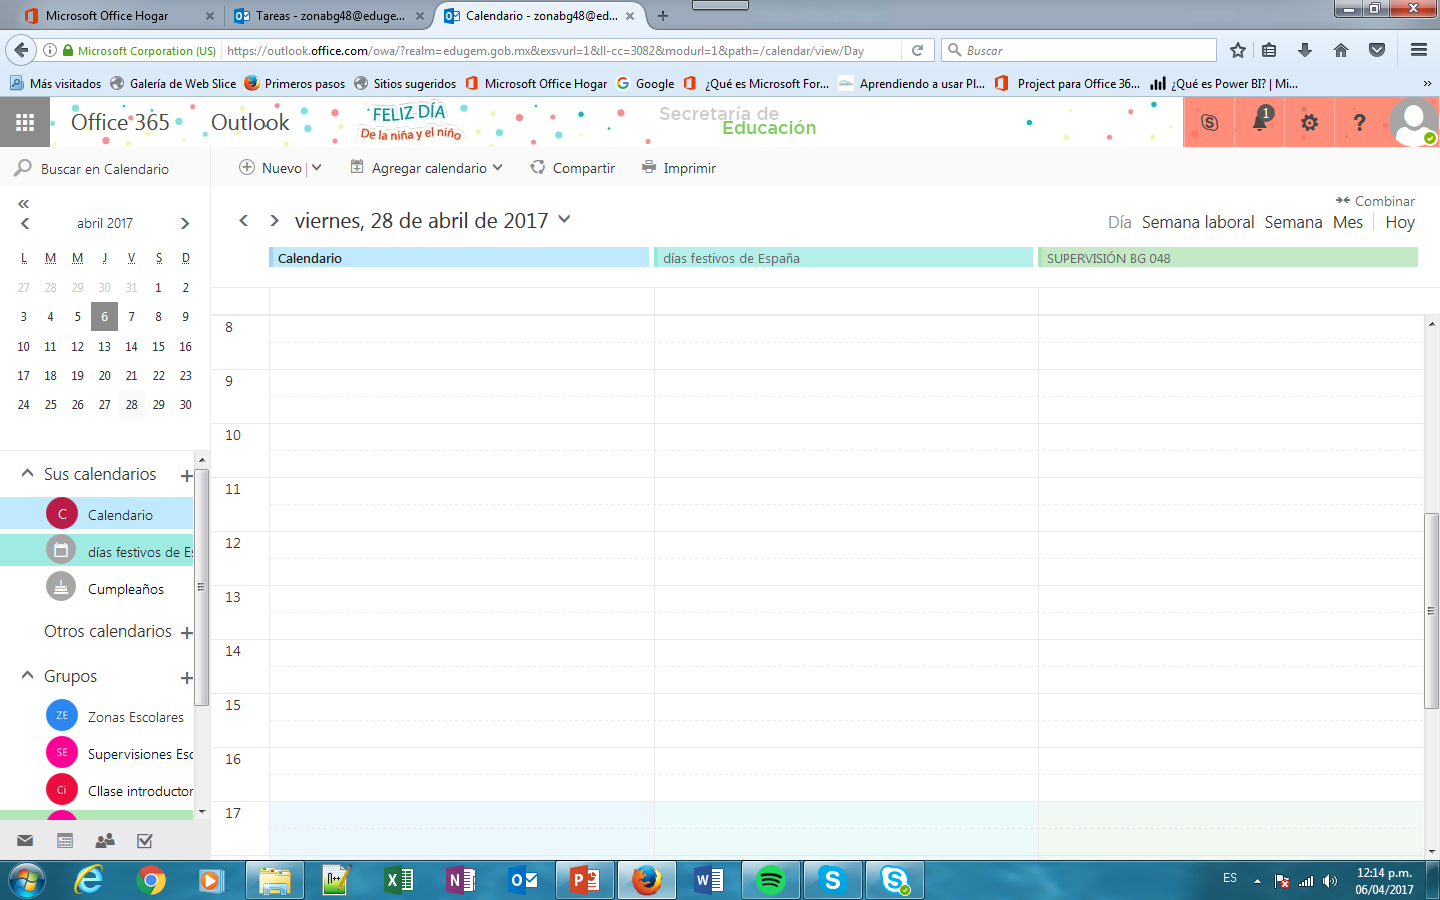 Microsoft Office Hogar
Tareas - zonabg48@eduge...
Calendario - zonabg48@ed...
Microsoft Corporation (US)
https://outlook.office.com/owa/?realm=edugem.gob.mx&exsvurl=1&ll-cc=3082&modurl=1&path=/calendar/view/Day
Buscar
Más visitados
Galería de Web Slice
Primeros pasos
Sitios sugeridos
Microsoft Office Hogar
Google
¿Qué es Microsoft For...
Aprendiendo a usar Pl...
Project para Office 36...
¿Qué es Power BI? | Mi...
Office 365
Outlook
FELIZ DÍA
De la niña y el niño
Secretaría de
Educación
1
Buscar en Calendario
Nuevo
Agregar calendario
Compartir
Imprimir
abril 2017
L M M J V S D
27 28 29 30 31 1 2
3 4 5 6 7 8 9
10 11 12 13 14 15 16
17 18 19 20 21 22 23
24 25 26 27 28 29 30
viernes, 28 de abril de 2017
Combinar
Día Semana laboral Semana Mes Hoy
Calendario
días festivos de España
SUPERVISIÓN BG 048
8
9
10
11
12
13
14
15
16
17
Sus calendarios
C
Calendario
días festivos de Es
Cumpleaños
Otros calendarios
Grupos
ZE
Zonas Escolares
SE
Supervisiones Esc
Ci
Cllase introductor
ES
12:14 p.m.
06/04/2017